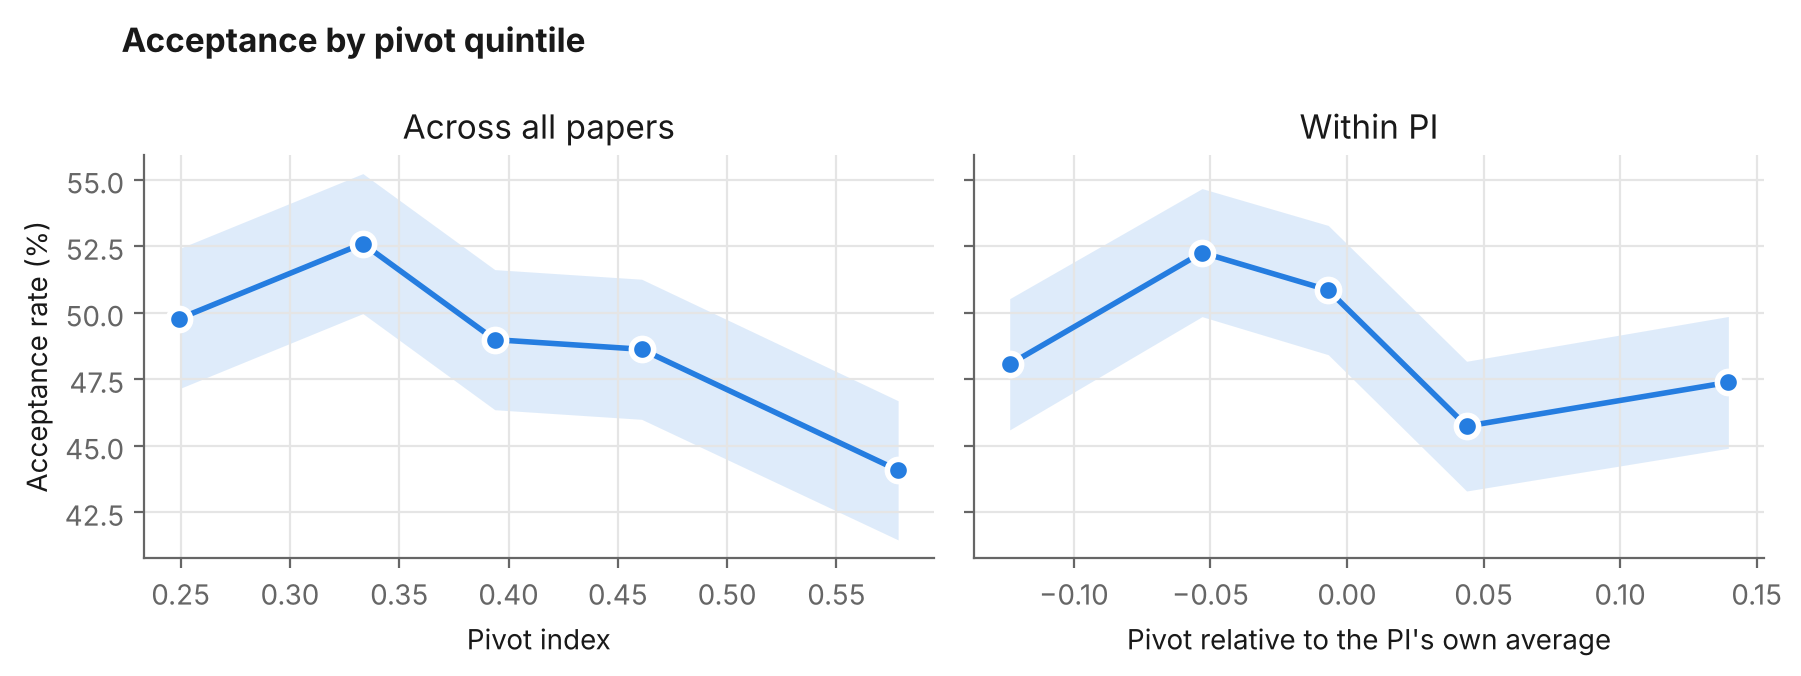 Acceptance by pivot quintile
Across all papers
Within PI
Acceptance rate (%)
55.0
52.5
50.0
47.5
45.0
42.5
0.25 0.30 0.35 0.40 0.45 0.50 0.55
−0.10 −0.05 0.00 0.05 0.10 0.15
Pivot index
Pivot relative to the PI's own average